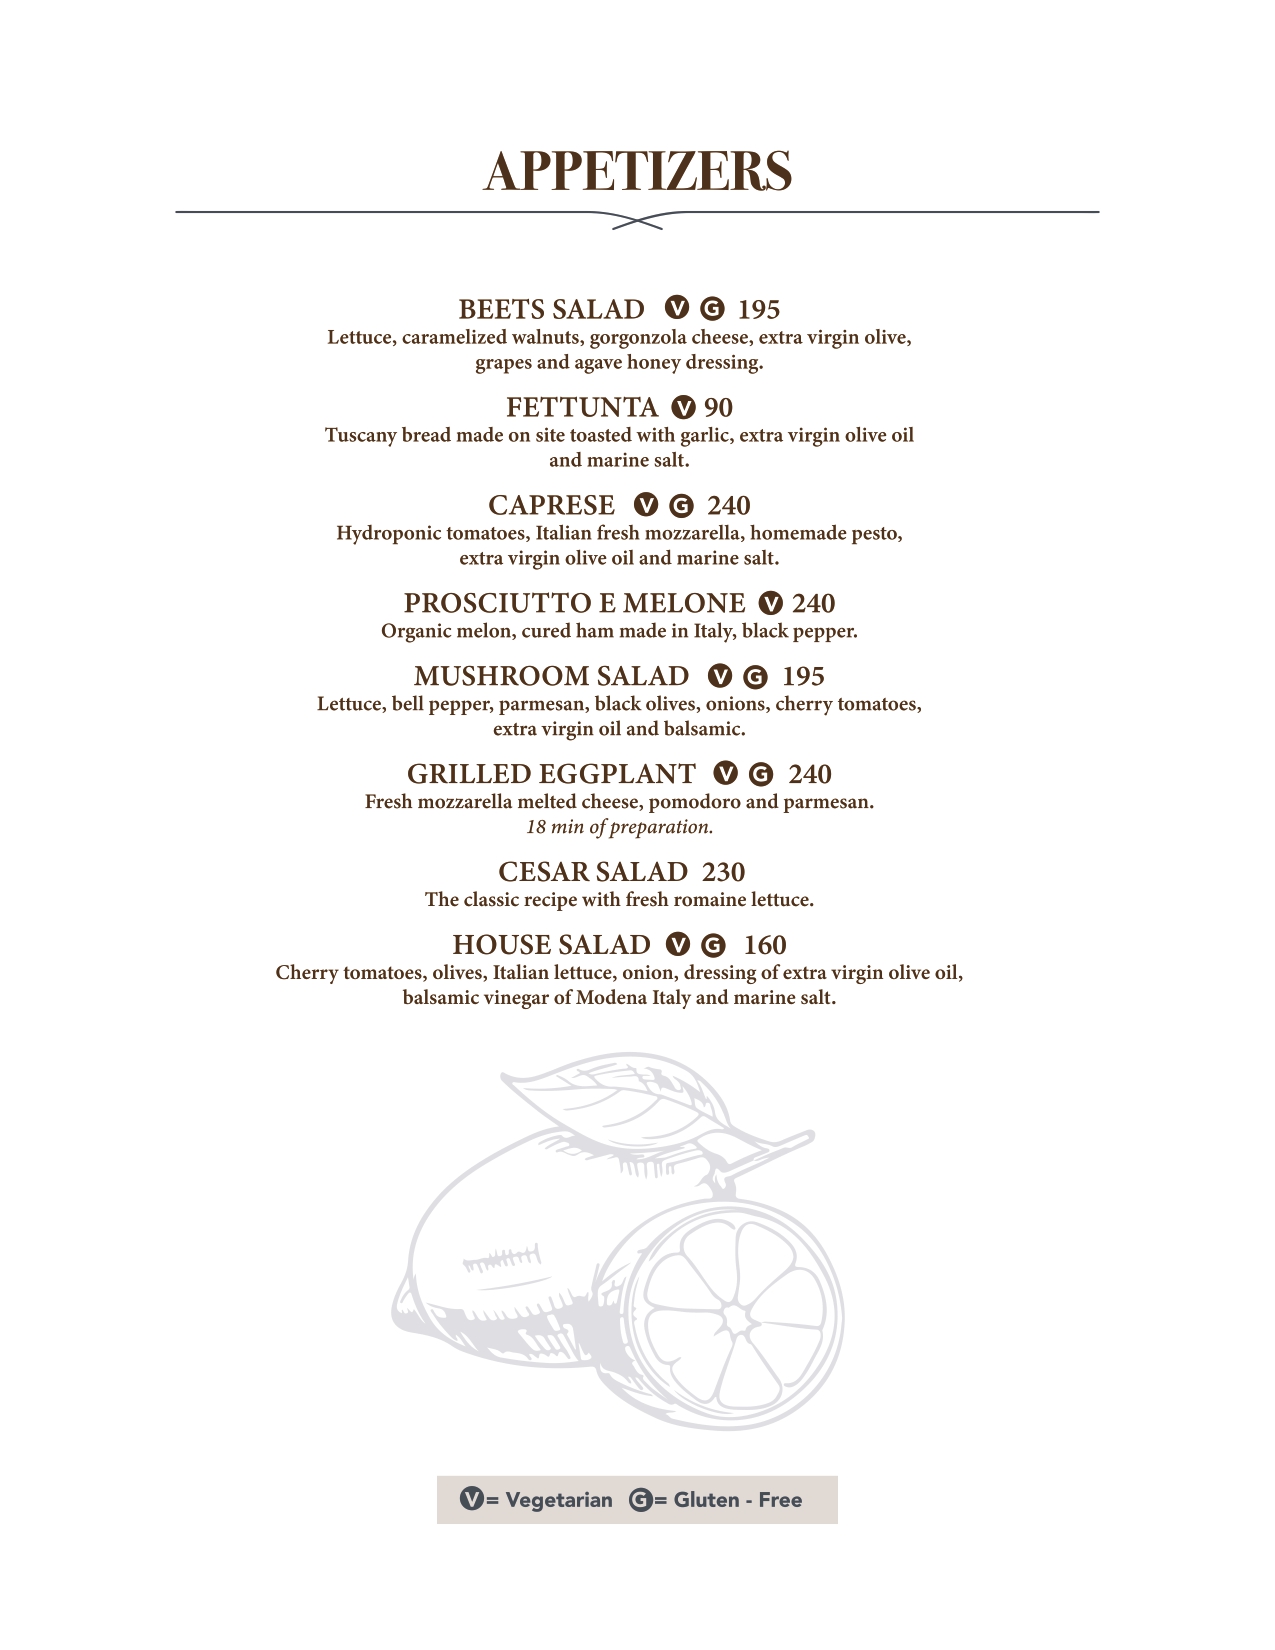 APPETIZERS
BEETS SALAD V G 195
Lettuce, caramelized walnuts, gorgonzola cheese, extra virgin olive,
grapes and agave honey dressing.
FETTUNTA V 90
Tuscany bread made on site toasted with garlic, extra virgin olive oil
and marine salt.
CAPRESE V G 240
Hydroponic tomatoes, Italian fresh mozzarella, homemade pesto,
extra virgin olive oil and marine salt.
PROSCIUTTO E MELONE V 240
Organic melon, cured ham made in Italy, black pepper.
MUSHROOM SALAD V G 195
Lettuce, bell pepper, parmesan, black olives, onions, cherry tomatoes,
extra virgin oil and balsamic.
GRILLED EGGPLANT V G 240
Fresh mozzarella melted cheese, pomodoro and parmesan.
18 min of preparation.
CESAR SALAD 230
The classic recipe with fresh romaine lettuce.
HOUSE SALAD V G 160
Cherry tomatoes, olives, Italian lettuce, onion, dressing of extra virgin olive oil,
balsamic vinegar of Modena Italy and marine salt.
V= Vegetarian G= Gluten - Free